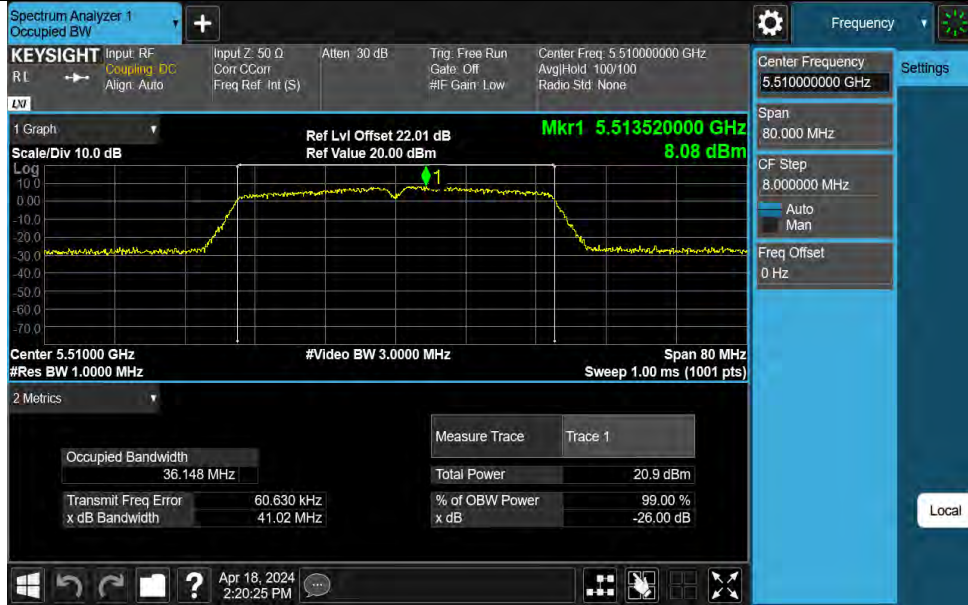 Spectrum Analyzer 1
Occupied BW
Frequency
KEYSIGHT
RL
LXI
Input: RF
Coupling: DC
Align: Auto
Input Z: 50 Ω
Corr CCorr
Freq Ref: Int (S)
Atten: 30 dB
Trig: Free Run
Gate: Off
#IF Gain: Low
Center Freq: 5.510000000 GHz
Avg|Hold: 100/100
Radio Std: None
1 Graph
Scale/Div 10.0 dB
Ref Lvl Offset 22.01 dB
Ref Value 20.00 dBm
Mkr1 5.513520000 GHz
8.08 dBm
Log
10.0
0.00
-10.0
-20.0
-30.0
-40.0
-50.0
-60.0
-70.0
1
Center 5.51000 GHz
#Video BW 3.0000 MHz
Span 80 MHz
#Res BW 1.0000 MHz
Sweep 1.00 ms (1001 pts)
2 Metrics
Measure Trace
Trace 1
Occupied Bandwidth
36.148 MHz
Total Power
20.9 dBm
Transmit Freq Error
60.630 kHz
% of OBW Power
99.00 %
x dB Bandwidth
41.02 MHz
x dB
-26.00 dB
Center Frequency
5.510000000 GHz
Settings
Span
80.000 MHz
CF Step
8.000000 MHz
Auto
Man
Freq Offset
0 Hz
Local
?
Apr 18, 2024
2:20:25 PM